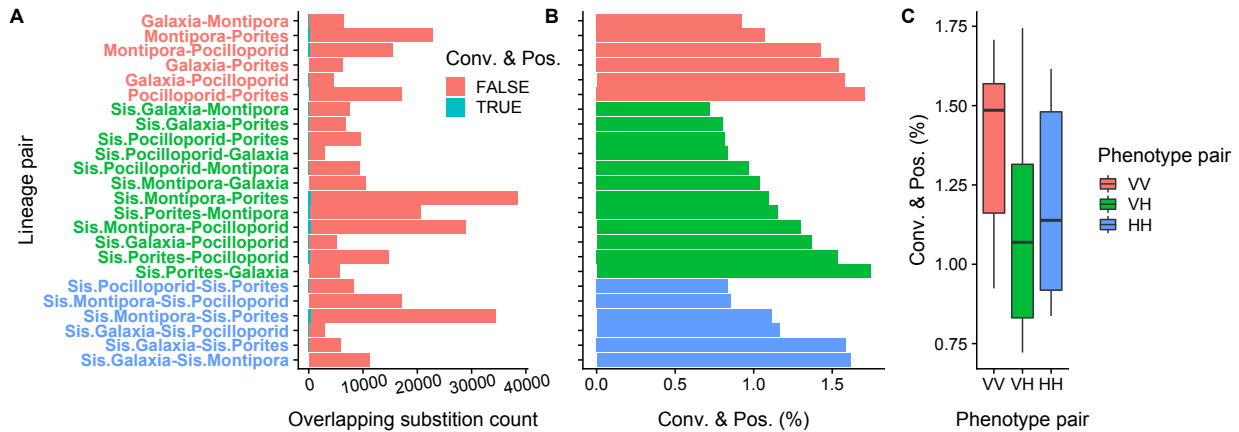 A
Lineage pair
Galaxia-Montipora
Montipora-Porites
Montipora-Pocilloporid
Galaxia-Porites
Galaxia-Pocilloporid
Pocilloporid-Porites
Sis.Galaxia-Montipora
Sis.Galaxia-Porites
Sis.Pocilloporid-Porites
Sis.Pocilloporid-Galaxia
Sis.Pocilloporid-Montipora
Sis.Montipora-Galaxia
Sis.Montipora-Porites
Sis.Porites-Montipora
Sis.Montipora-Pocilloporid
Sis.Galaxia-Pocilloporid
Sis.Porites-Pocilloporid
Sis.Porites-Galaxia
Sis.Pocilloporid-Sis.Porites
Sis.Montipora-Sis.Pocilloporid
Sis.Montipora-Sis.Porites
Sis.Galaxia-Sis.Pocilloporid
Sis.Galaxia-Sis.Porites
Sis.Galaxia-Sis.Montipora
Conv. & Pos.
FALSE
TRUE
0 10000 20000 30000 40000
Overlapping substition count
B
0.0 0.5 1.0 1.5
Conv. & Pos. (%)
C
Conv. & Pos. (%)
1.75
1.50
1.25
1.00
0.75
VV VH HH
Phenotype pair
Phenotype pair
VV
VH
HH